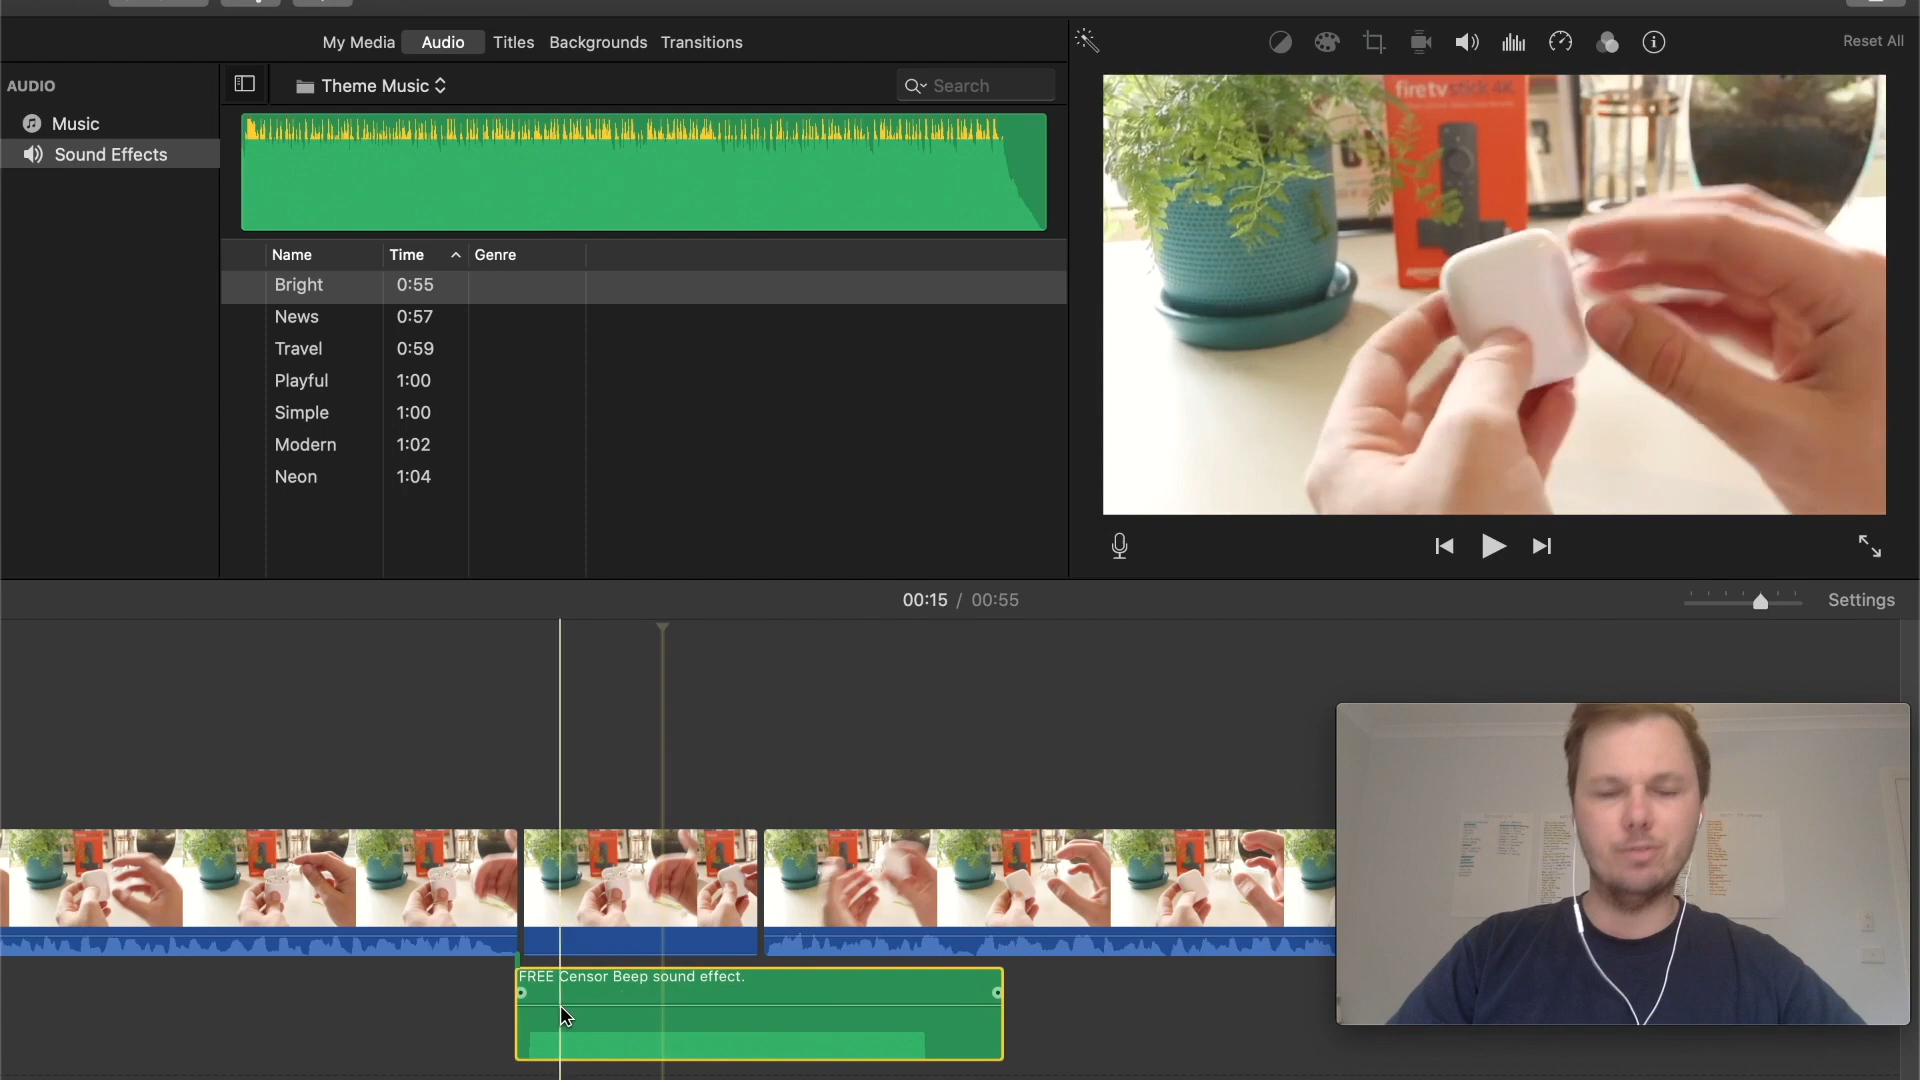 My Media Audio Titles Backgrounds Transitions
Reset All
AUDIO
Theme Music
Search
Music
Sound Effects
firetvstick 4K
Name Time Genre
Bright 0:55
News 0:57
Travel 0:59
Playful 1:00
Simple 1:00
Modern 1:02
Neon 1:04
00:15 / 00:55
Settings
FREE Censor Beep sound effect.